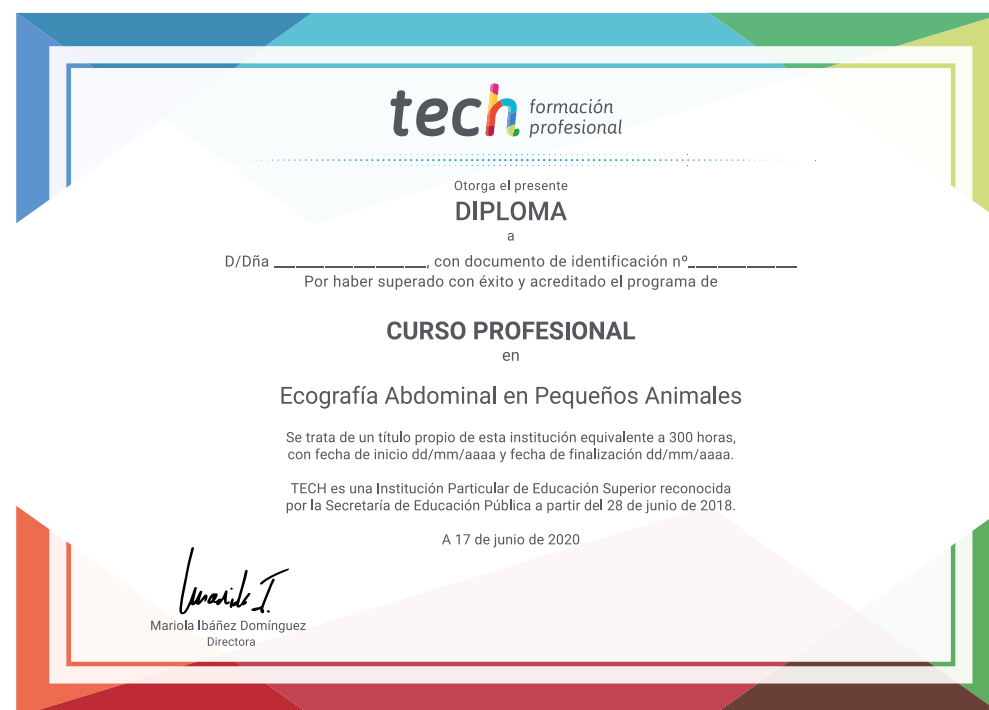 tech formación
profesional
Otorga el presente
DIPLOMA
a
D/Dña ____________________, con documento de identificación nº______________
Por haber superado con éxito y acreditado el programa de
CURSO PROFESIONAL
en
Ecografía Abdominal en Pequeños Animales
Se trata de un título propio de esta institución equivalente a 300 horas,
con fecha de inicio dd/mm/aaaa y fecha de finalización dd/mm/aaaa.
TECH es una Institución Particular de Educación Superior reconocida
por la Secretaría de Educación Pública a partir del 28 de junio de 2018.
A 17 de junio de 2020
Mariola Ibáñez Domínguez
Directora